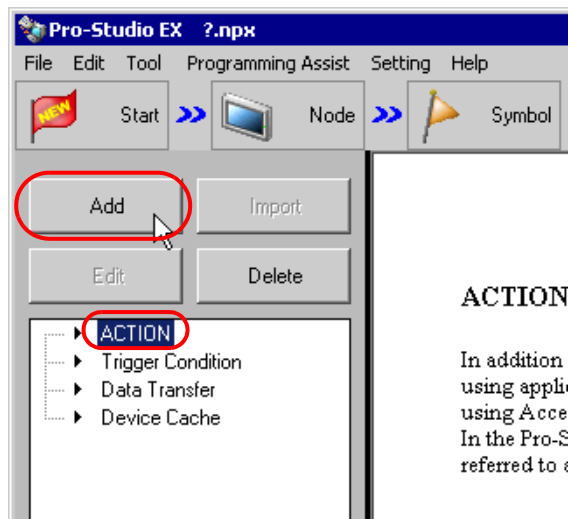 Pro-Studio EX ?.npx
File Edit Tool Programming Assist Setting Help
NEW Start Node Symbol
Add Import
Edit Delete
ACTION
Trigger Condition
Data Transfer
Device Cache
ACTION
In addition
using appli
using Acce
In the Pro-S
referred to a